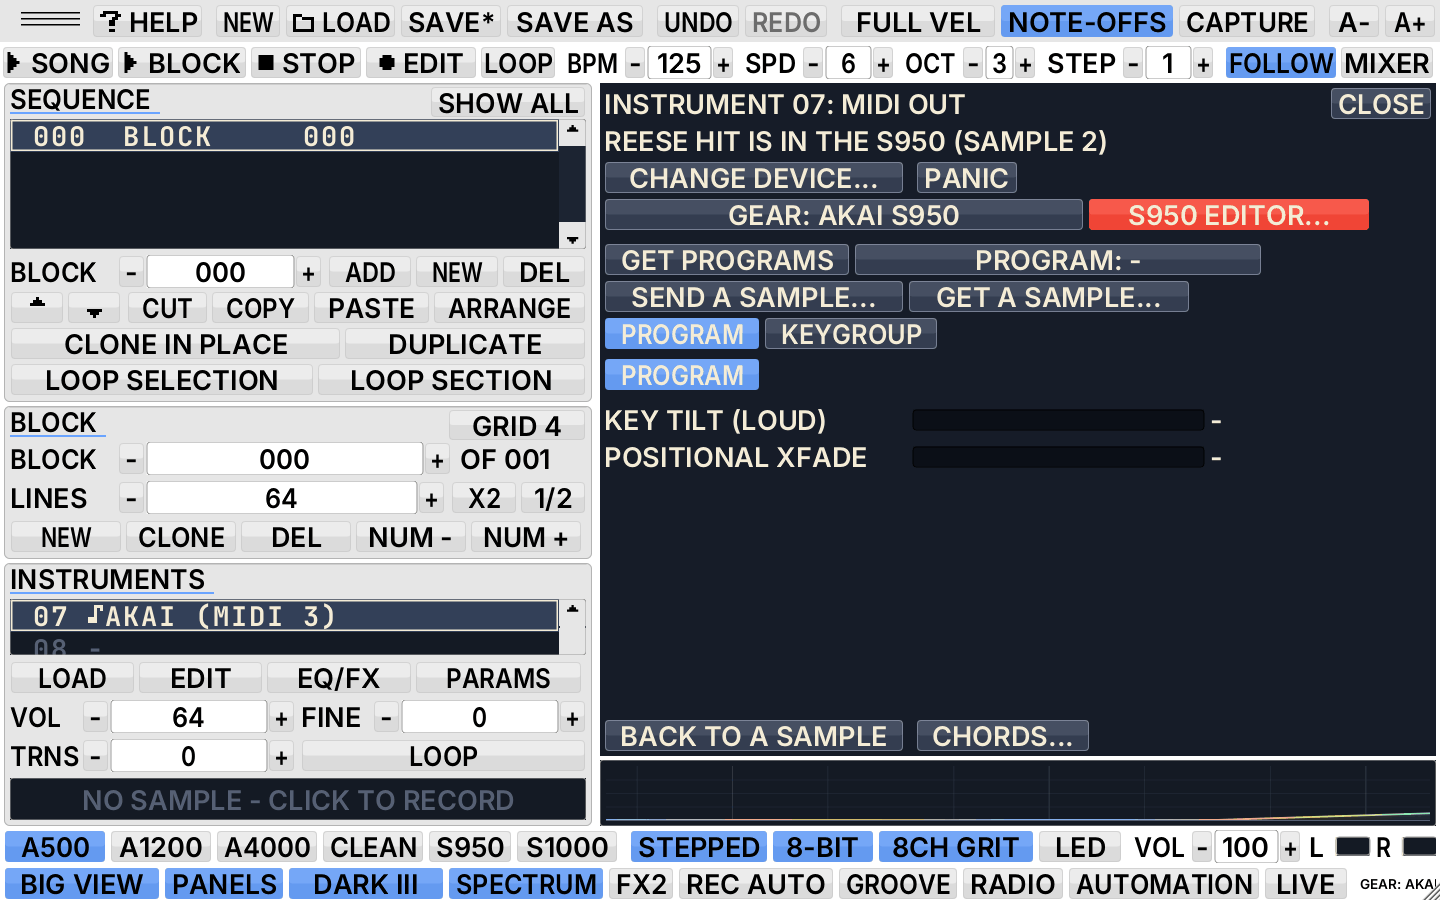 HELP NEW LOAD SAVE* SAVE AS UNDO REDO FULL VEL NOTE-OFFS CAPTURE A- A+
SONG BLOCK STOP EDIT LOOP BPM - 125 + SPD - 6 + OCT - 3 + STEP - 1 + FOLLOW MIXER
SEQUENCE SHOW ALL
000 BLOCK 000
BLOCK - 000 + ADD NEW DEL
CUT COPY PASTE ARRANGE
CLONE IN PLACE DUPLICATE
LOOP SELECTION LOOP SECTION
BLOCK GRID 4
BLOCK - 000 + OF 001
LINES - 64 + X2 1/2
NEW CLONE DEL NUM - NUM +
INSTRUMENTS
07 ♪AKAI (MIDI 3)
08 -
LOAD EDIT EQ/FX PARAMS
VOL - 64 + FINE - 0 +
TRNS - 0 + LOOP
NO SAMPLE - CLICK TO RECORD
INSTRUMENT 07: MIDI OUT CLOSE
REESE HIT IS IN THE S950 (SAMPLE 2)
CHANGE DEVICE... PANIC
GEAR: AKAI S950 S950 EDITOR...
GET PROGRAMS PROGRAM: -
SEND A SAMPLE... GET A SAMPLE...
PROGRAM KEYGROUP
PROGRAM
KEY TILT (LOUD) -
POSITIONAL XFADE -
BACK TO A SAMPLE CHORDS...
A500 A1200 A4000 CLEAN S950 S1000 STEPPED 8-BIT 8CH GRIT LED VOL - 100 + L R
BIG VIEW PANELS DARK III SPECTRUM FX2 REC AUTO GROOVE RADIO AUTOMATION LIVE GEAR: AKAI